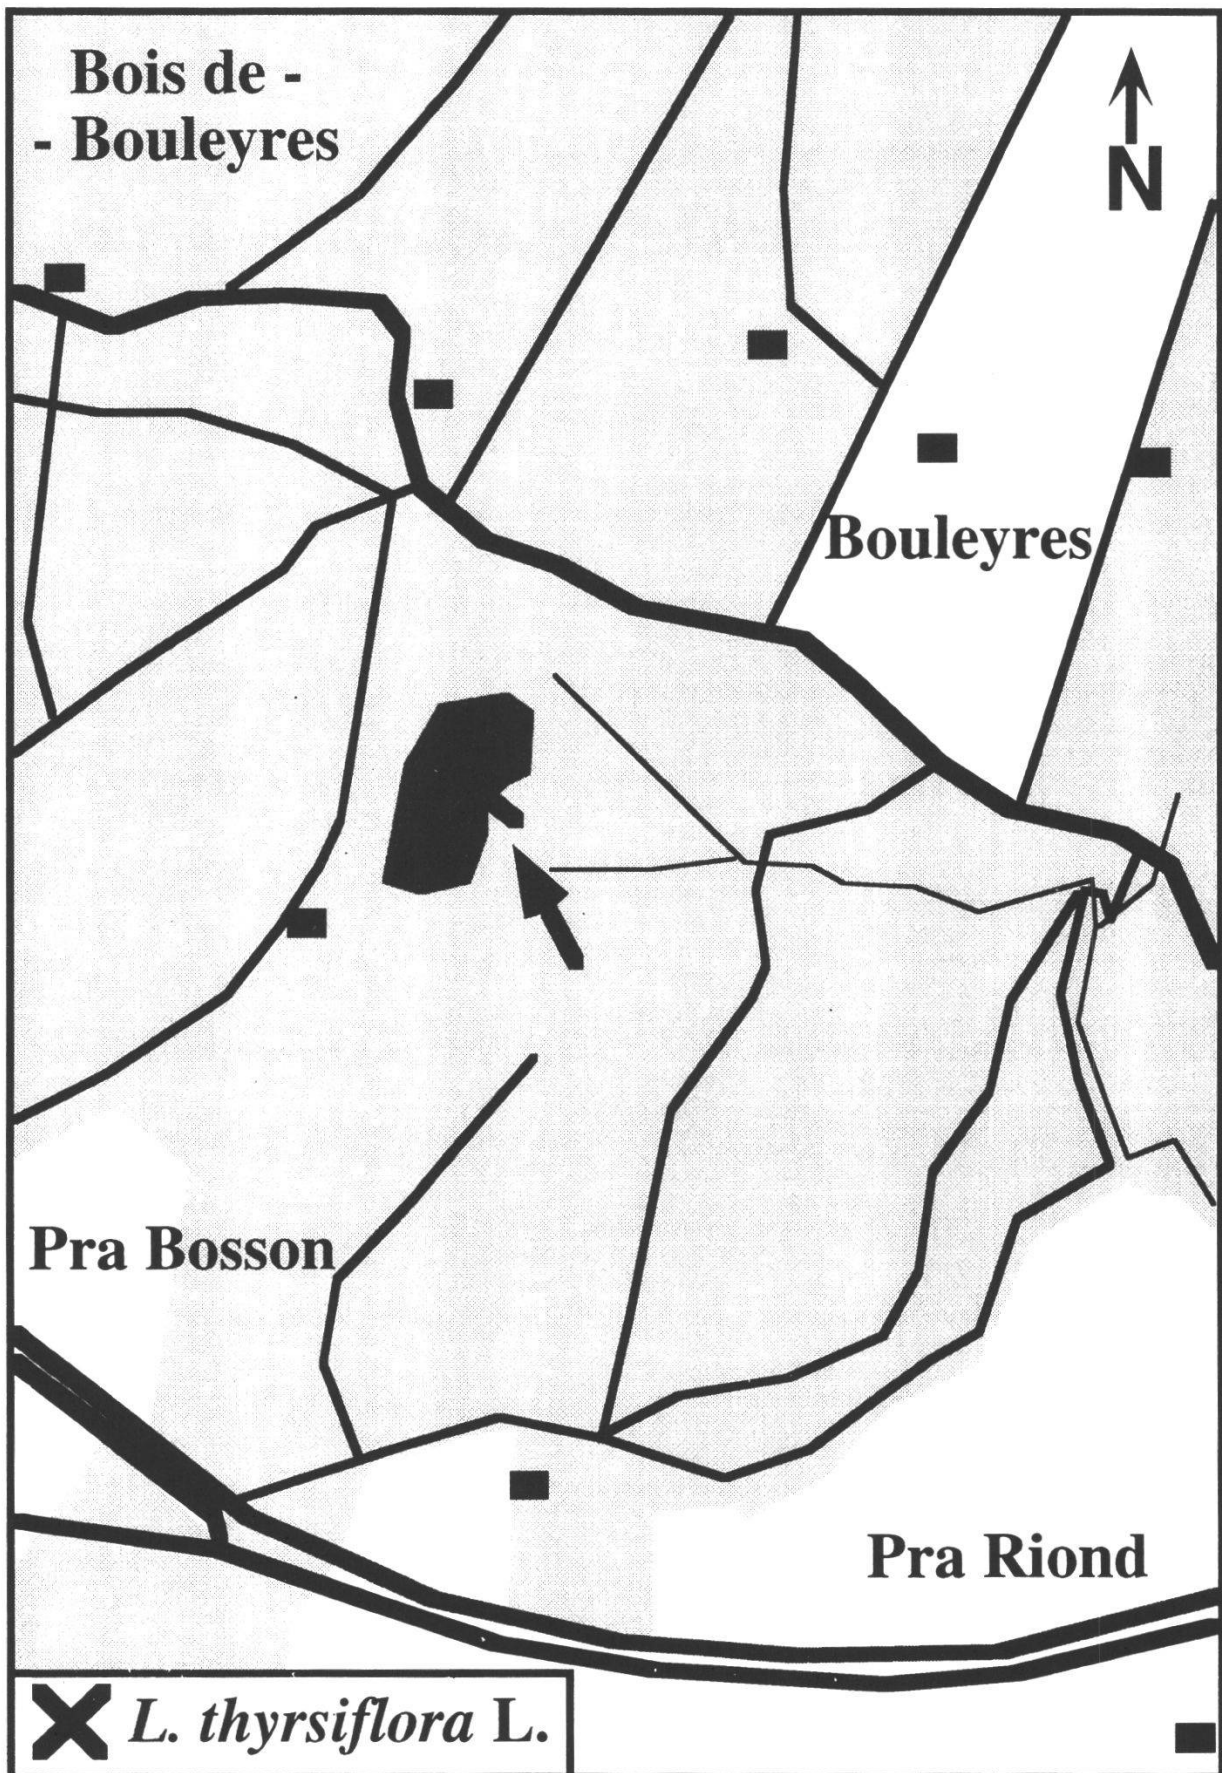 Bois de -
- Bouleyres
N
Bouleyres
Pra Bosson
Pra Riond
L. thyrsiflora L.